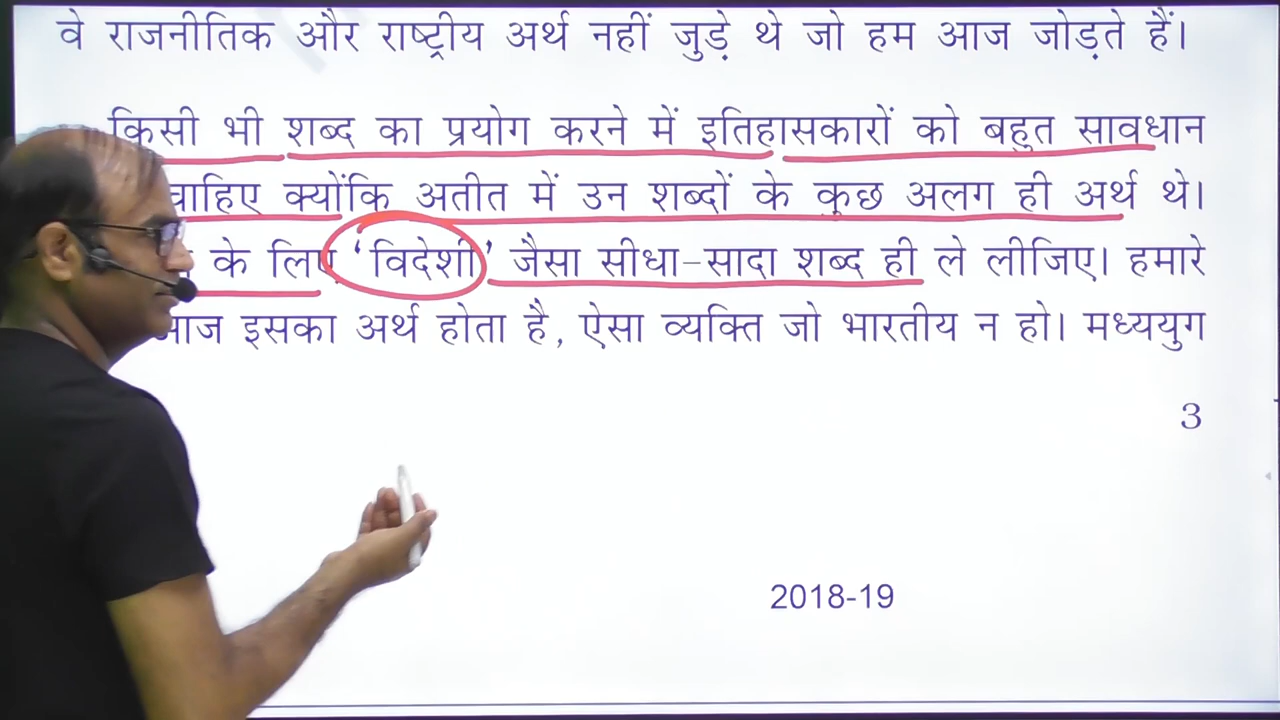 वे राजनीतिक और राष्ट्रीय अर्थ नहीं जुड़े थे जो हम आज जोड़ते हैं।
किसी भी शब्द का प्रयोग करने में इतिहासकारों को बहुत सावधान
चाहिए क्योंकि अतीत में उन शब्दों के कुछ अलग ही अर्थ थे।
के लिए ‘विदेशी’ जैसा सीधा-सादा शब्द ही ले लीजिए। हमारे
आज इसका अर्थ होता है, ऐसा व्यक्ति जो भारतीय न हो। मध्ययुग
3
2018-19